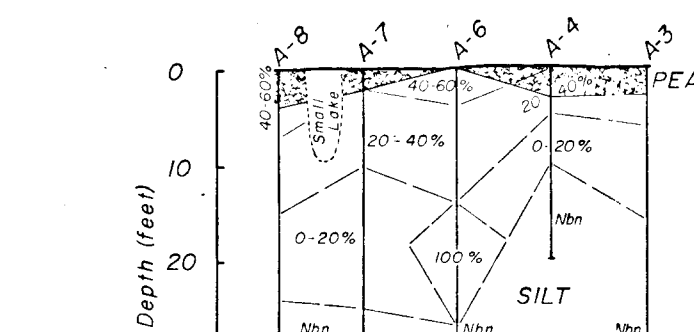 A-8 A-7 A-6 A-4 A-3
0
40-60%
40-60%
20
40%
PEA
Small
Lake
20-40%
0-20%
10
Nbn
0-20%
100%
20
SILT
Depth (feet)
Nbn
Nbn
Nbn